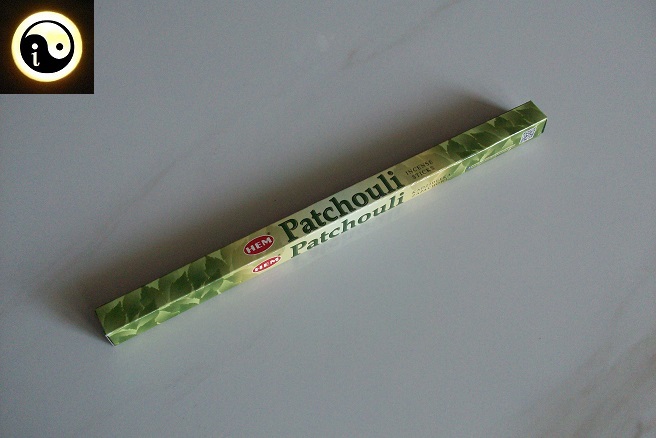 i
HEM
Patchouli
INCENSE
STICKS
HEM
Patchouli